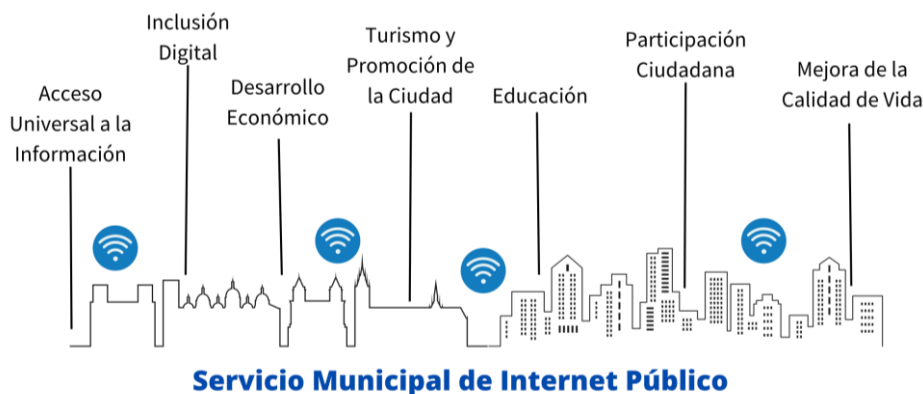 Acceso
Universal a la
Información
Inclusión
Digital
Desarrollo
Económico
Turismo y
Promoción de
la Ciudad
Educación
Participación
Ciudadana
Mejora de la
Calidad de Vida
Servicio Municipal de Internet Público